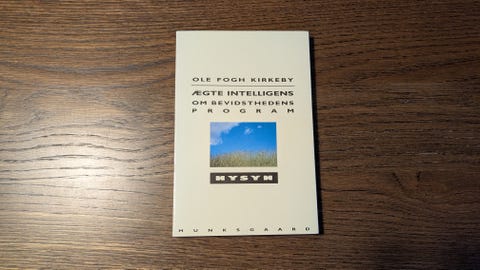 OLE FOGH KIRKEBY
ÆGTE INTELLIGENS
OM BEVIDSTHEDENS
PROGRAM
NYSYN
MUNKSGAARD